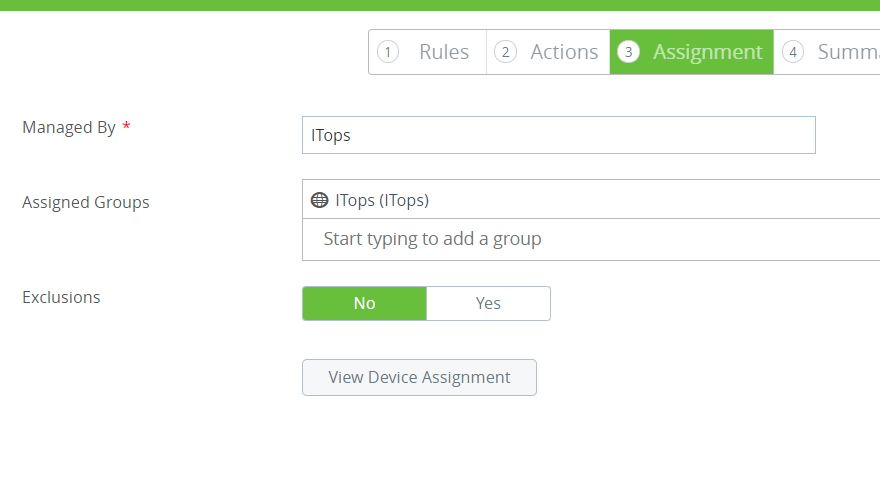 1 Rules 2 Actions 3 Assignment 4 Summa
Managed By *
ITops
Assigned Groups
ITops (ITops)
Start typing to add a group
Exclusions
No Yes
View Device Assignment